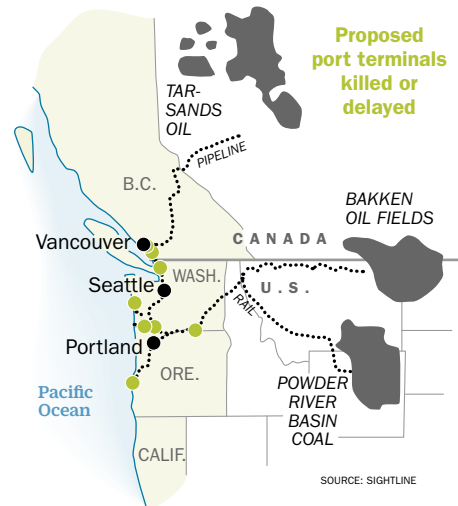 Proposed
port terminals
killed or
delayed
TAR-
SANDS
OIL
PIPELINE
B.C.
BAKKEN
OIL FIELDS
Vancouver
CANADA
Seattle
WASH.
U.S.
RAIL
Portland
ORE.
Pacific
Ocean
POWDER
RIVER
BASIN
COAL
CALIF.
SOURCE: SIGHTLINE